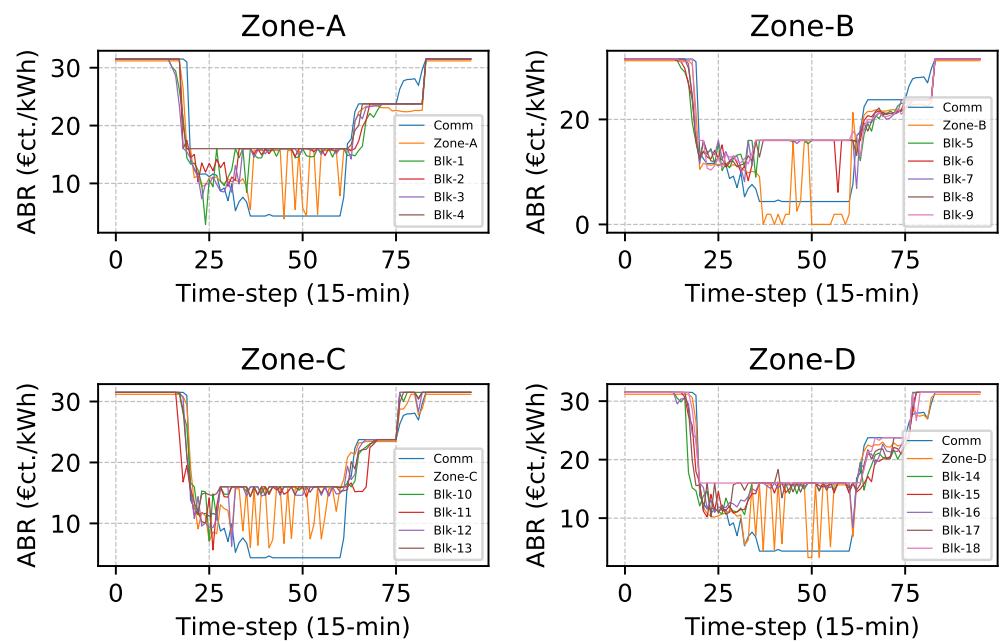 Zone-A
ABR (€ct./kWh)
30
20
10
Comm
Zone-A
Blk-1
Blk-2
Blk-3
Blk-4
0
25
50
75
Time-step (15-min)
Zone-B
ABR (€ct./kWh)
20
0
Comm
Zone-B
Blk-5
Blk-6
Blk-7
Blk-8
Blk-9
0
25
50
75
Time-step (15-min)
Zone-C
ABR (€ct./kWh)
30
20
10
Comm
Zone-C
Blk-10
Blk-11
Blk-12
Blk-13
0
25
50
75
Time-step (15-min)
Zone-D
ABR (€ct./kWh)
30
20
10
Comm
Zone-D
Blk-14
Blk-15
Blk-16
Blk-17
Blk-18
0
25
50
75
Time-step (15-min)